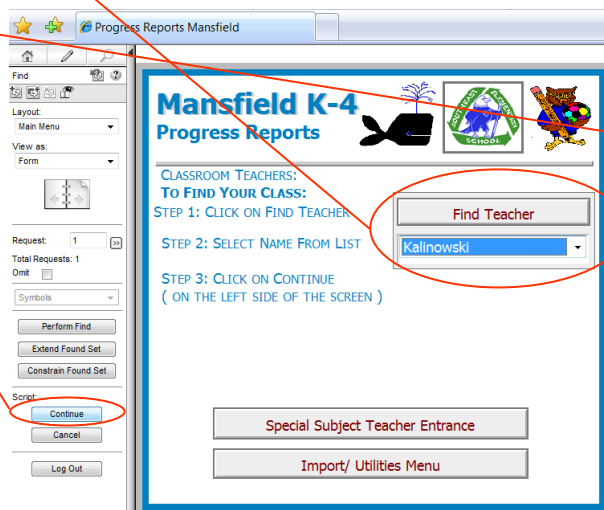 Progress Reports Mansfield
Find
Layout:
Main Menu
View as:
Form
Request: 1
Total Requests: 1
Omit
Symbols
Perform Find
Extend Found Set
Constrain Found Set
Script:
Continue
Cancel
Log Out
Mansfield K-4
Progress Reports
SOUTHEAST ELEMENTARY
SCHOOL
CLASSROOM TEACHERS:
TO FIND YOUR CLASS:
STEP 1: CLICK ON FIND TEACHER
Find Teacher
STEP 2: SELECT NAME FROM LIST
Kalinowski
STEP 3: CLICK ON CONTINUE
( ON THE LEFT SIDE OF THE SCREEN )
Special Subject Teacher Entrance
Import/ Utilities Menu